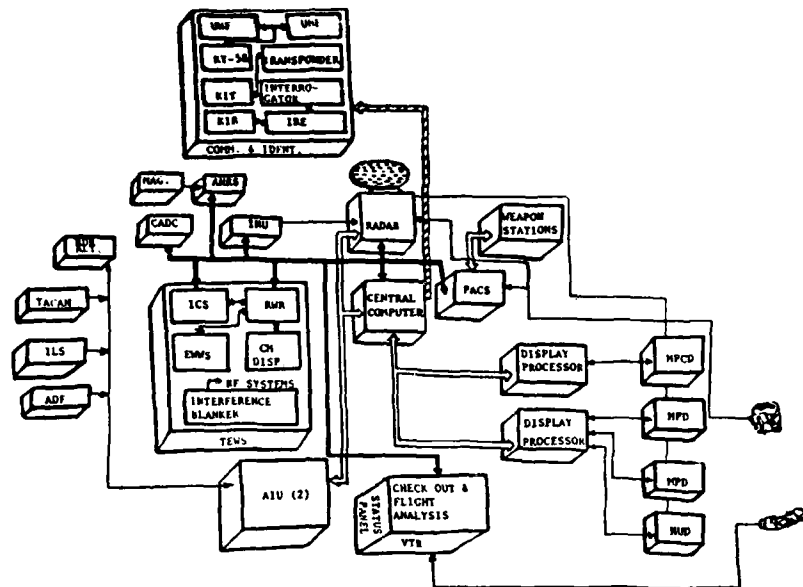 UHF
UHF
KY-58
TRANSPONDER
KIT
INTERRO-
GATOR
KIR
IRE
COMM. & IDENT.
MAG.
AHRS
CADC
INU
RADAR
WEAPON
STATIONS
RET.
TACAN
ICS
RWR
CENTRAL
COMPUTER
PACS
ILS
EWWS
CM
DISP
RF SYSTEMS
INTERFERENCE
BLANKER
TEWS
DISPLAY
PROCESSOR
MPCD
ADF
DISPLAY
PROCESSOR
MPD
MPD
AIU (2)
STATUS
PANEL
CHECK OUT &
FLIGHT
ANALYSIS
VTR
HUD